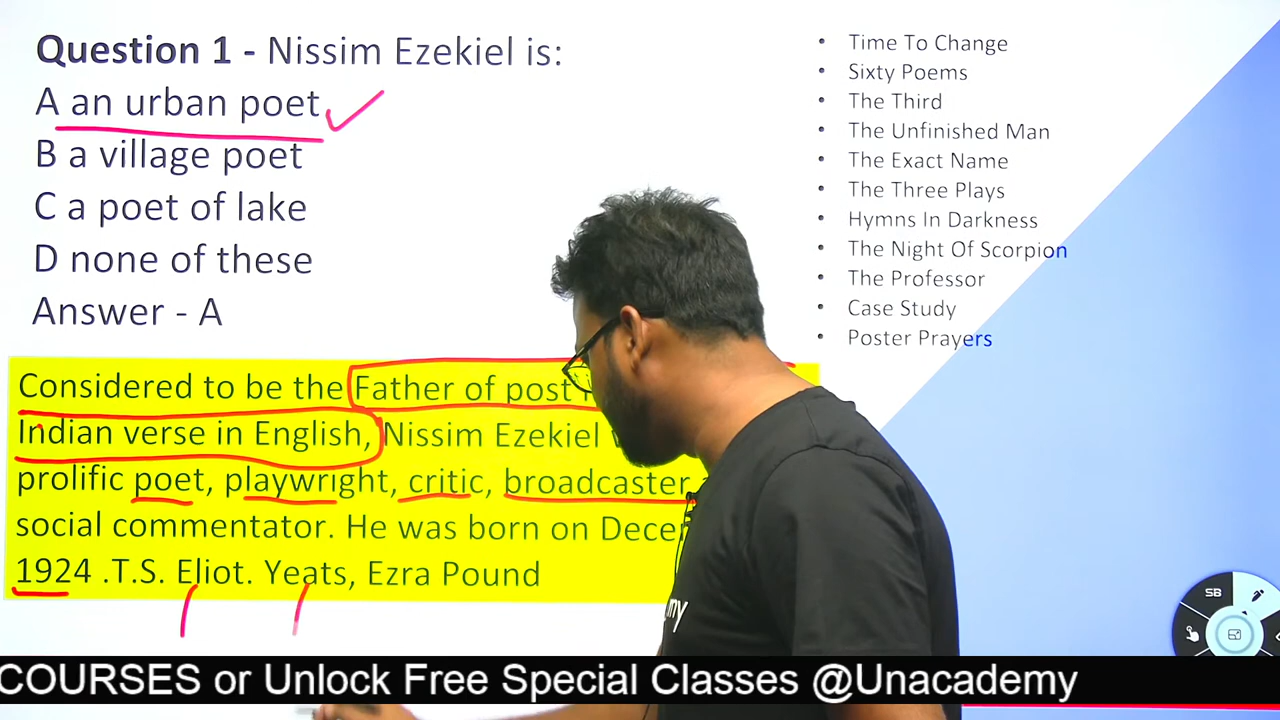 Question 1 - Nissim Ezekiel is:
A an urban poet
B a village poet
C a poet of lake
D none of these
Answer - A
Considered to be the Father of post
Indian verse in English, Nissim Ezekiel
prolific poet, playwright, critic, broadcaster
social commentator. He was born on
1924 .T.S. Eliot. Yeats, Ezra Pound
• Time To Change
• Sixty Poems
• The Third
• The Unfinished Man
• The Exact Name
• The Three Plays
• Hymns In Darkness
• The Night Of Scorpion
• The Professor
• Case Study
• Poster Prayers
SB
COURSES or Unlock Free Special Classes @Unacademy